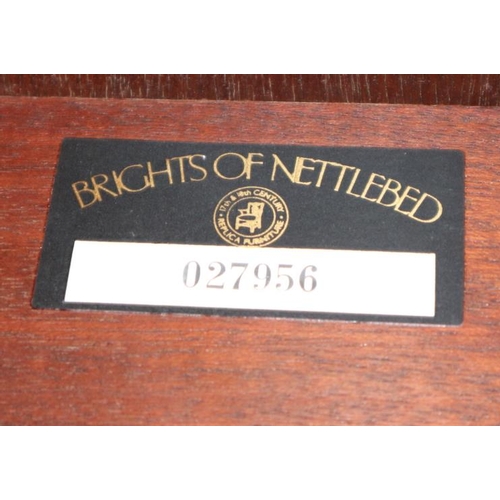 BRIGHTS OF NETTLEBED
· 17th & 18th CENTURY ·
REPLICA FURNITURE
027956